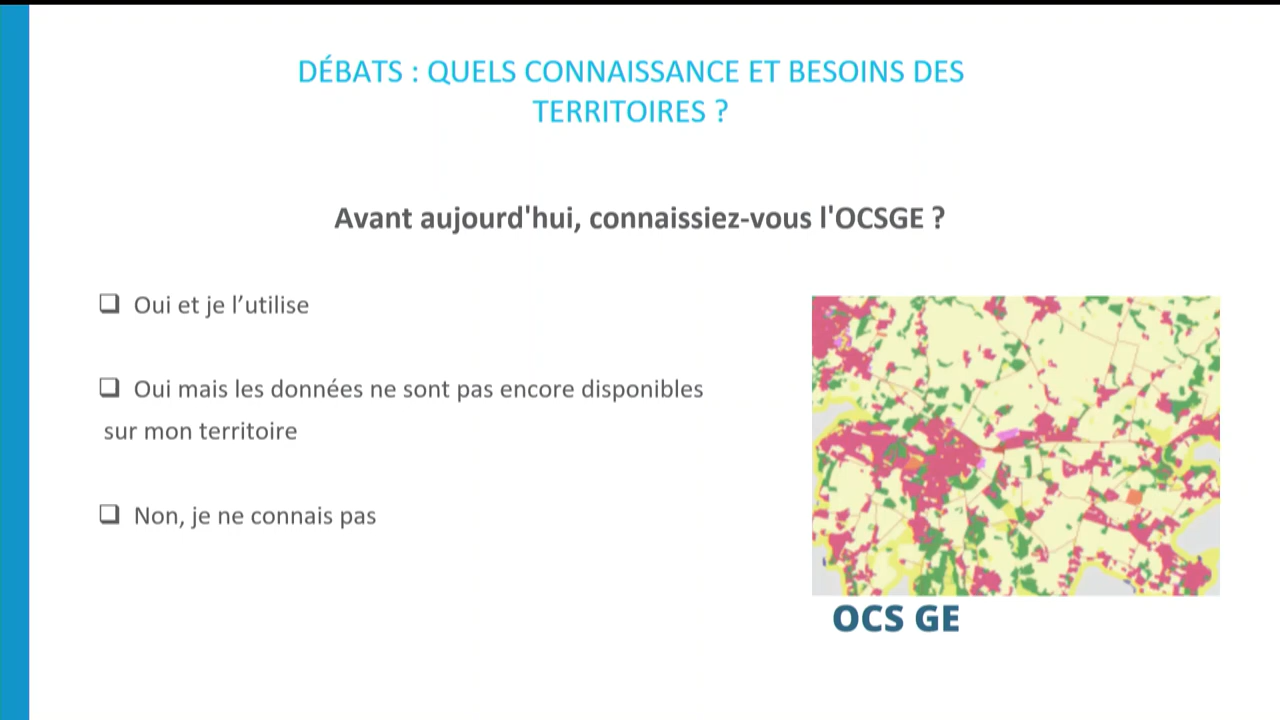 DÉBATS : QUELS CONNAISSANCE ET BESOINS DES
TERRITOIRES ?
Avant aujourd'hui, connaissiez-vous l'OCSGE ?
❑ Oui et je l’utilise
❑ Oui mais les données ne sont pas encore disponibles
sur mon territoire
❑ Non, je ne connais pas
OCS GE